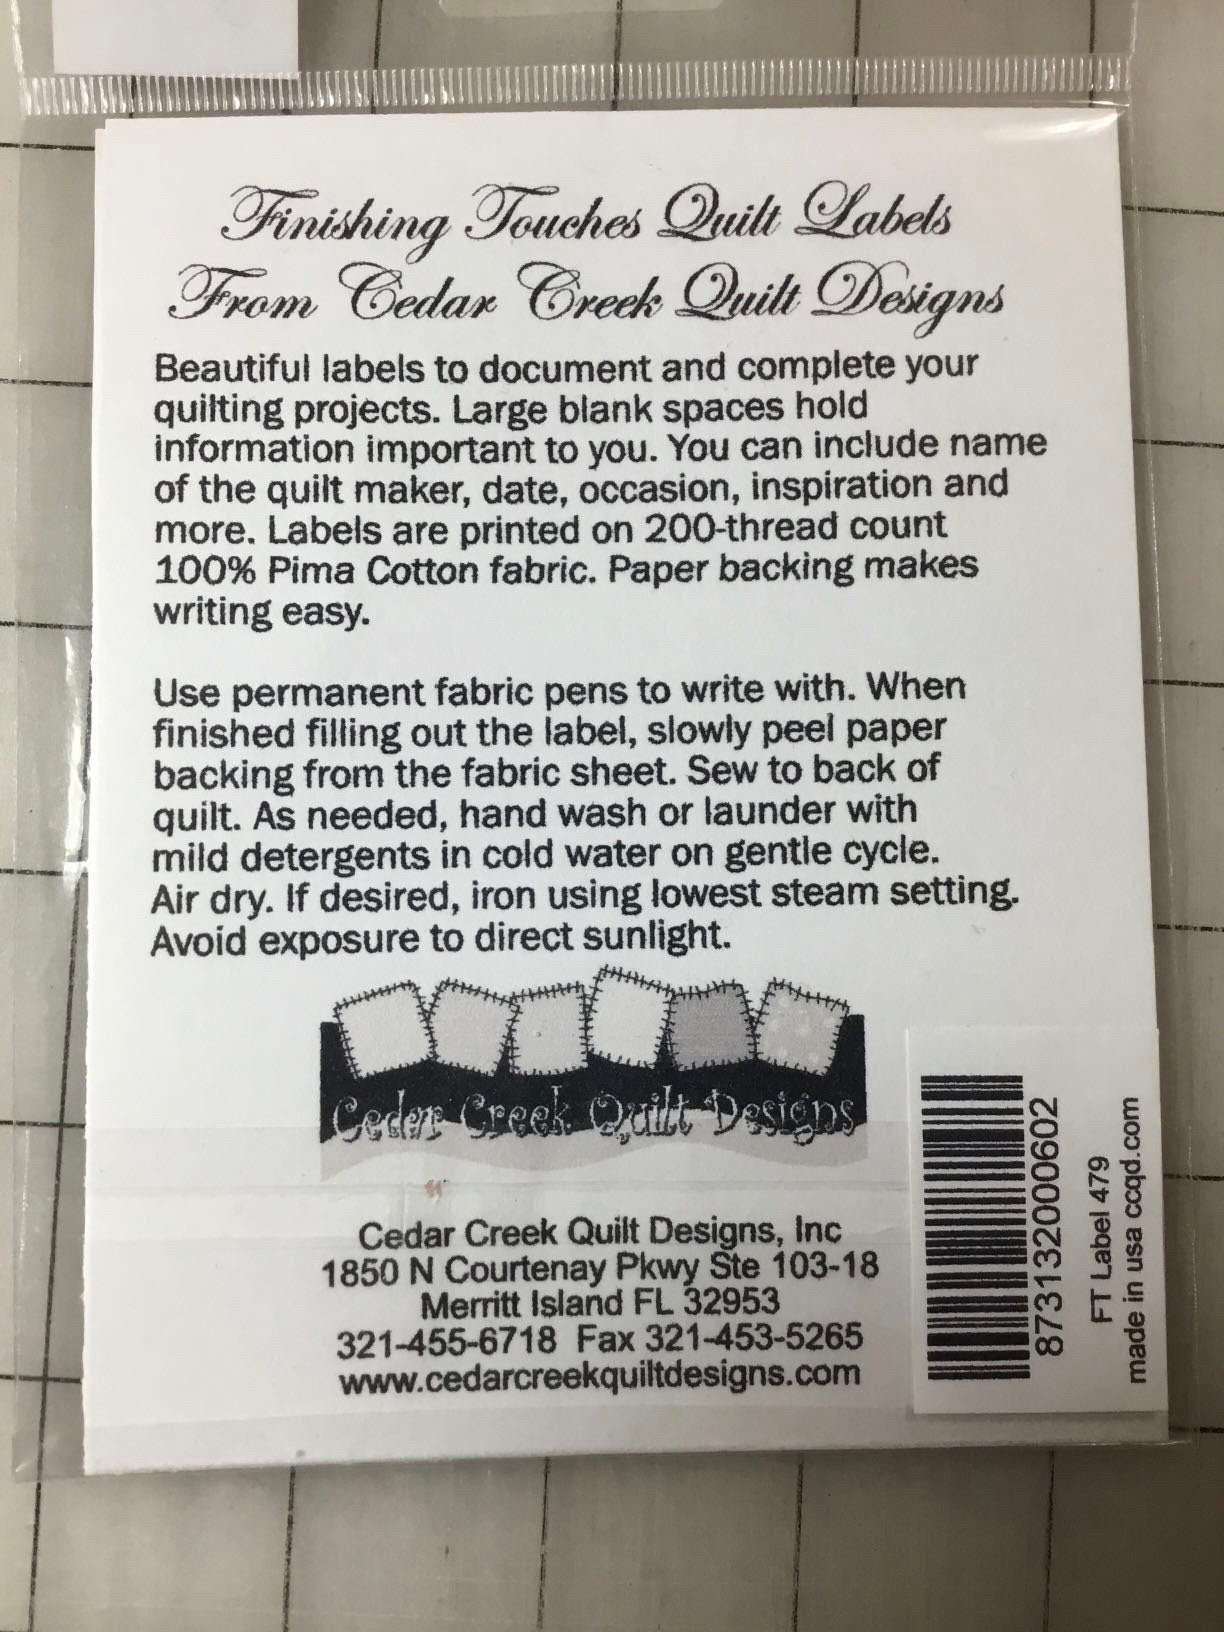 Finishing Touches Quilt Labels
From Cedar Creek Quilt Designs
Beautiful labels to document and complete your
quilting projects. Large blank spaces hold
information important to you. You can include name
of the quilt maker, date, occasion, inspiration and
more. Labels are printed on 200-thread count
100% Pima Cotton fabric. Paper backing makes
writing easy.
Use permanent fabric pens to write with. When
finished filling out the label, slowly peel paper
backing from the fabric sheet. Sew to back of
quilt. As needed, hand wash or launder with
mild detergents in cold water on gentle cycle.
Air dry. If desired, iron using lowest steam setting.
Avoid exposure to direct sunlight.
Cedar Creek Quilt Designs
Cedar Creek Quilt Designs, Inc
1850 N Courtenay Pkwy Ste 103-18
Merritt Island FL 32953
321-455-6718 Fax 321-453-5265
www.cedarcreekquiltdesigns.com
873132000602
FT Label 479
made in usa ccqd.com